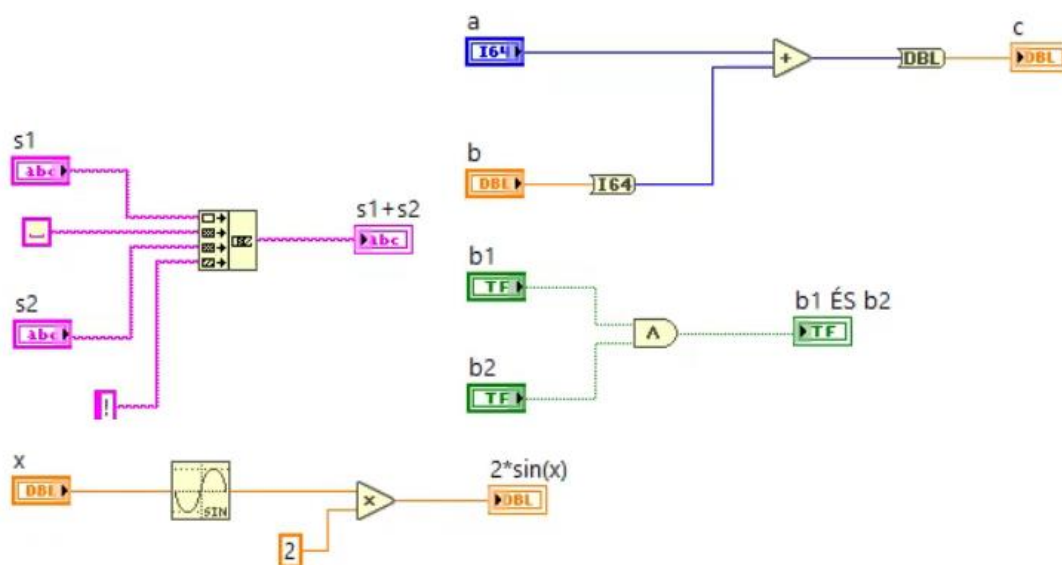 a
I64
c
DBL
DBL
b
DBL
I64
s1
abc
s1+s2
abc
s2
abc
!
b1
TF
b1 ÉS b2
TF
b2
TF
x
DBL
SIN
2
2*sin(x)
DBL